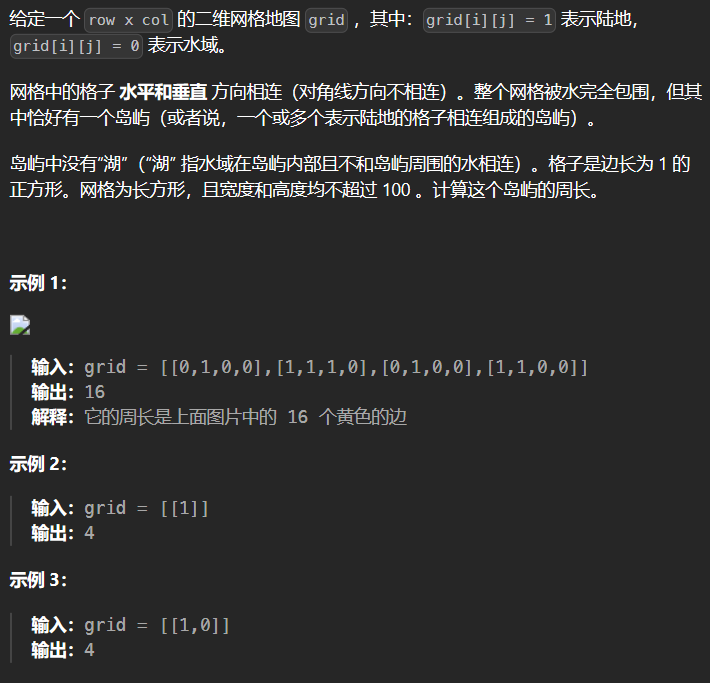 给定一个 row x col 的二维网格地图 grid ，其中：grid[i][j] = 1 表示陆地，
grid[i][j] = 0 表示水域。
网格中的格子 水平和垂直 方向相连（对角线方向不相连）。整个网格被水完全包围，但其
中恰好有一个岛屿（或者说，一个或多个表示陆地的格子相连组成的岛屿）。
岛屿中没有“湖”（“湖” 指水域在岛屿内部且不和岛屿周围的水相连）。格子是边长为 1 的
正方形。网格为长方形，且宽度和高度均不超过 100 。计算这个岛屿的周长。
示例 1：
输入：grid = [[0,1,0,0],[1,1,1,0],[0,1,0,0],[1,1,0,0]]
输出：16
解释：它的周长是上面图片中的 16 个黄色的边
示例 2：
输入：grid = [[1]]
输出：4
示例 3：
输入：grid = [[1,0]]
输出：4